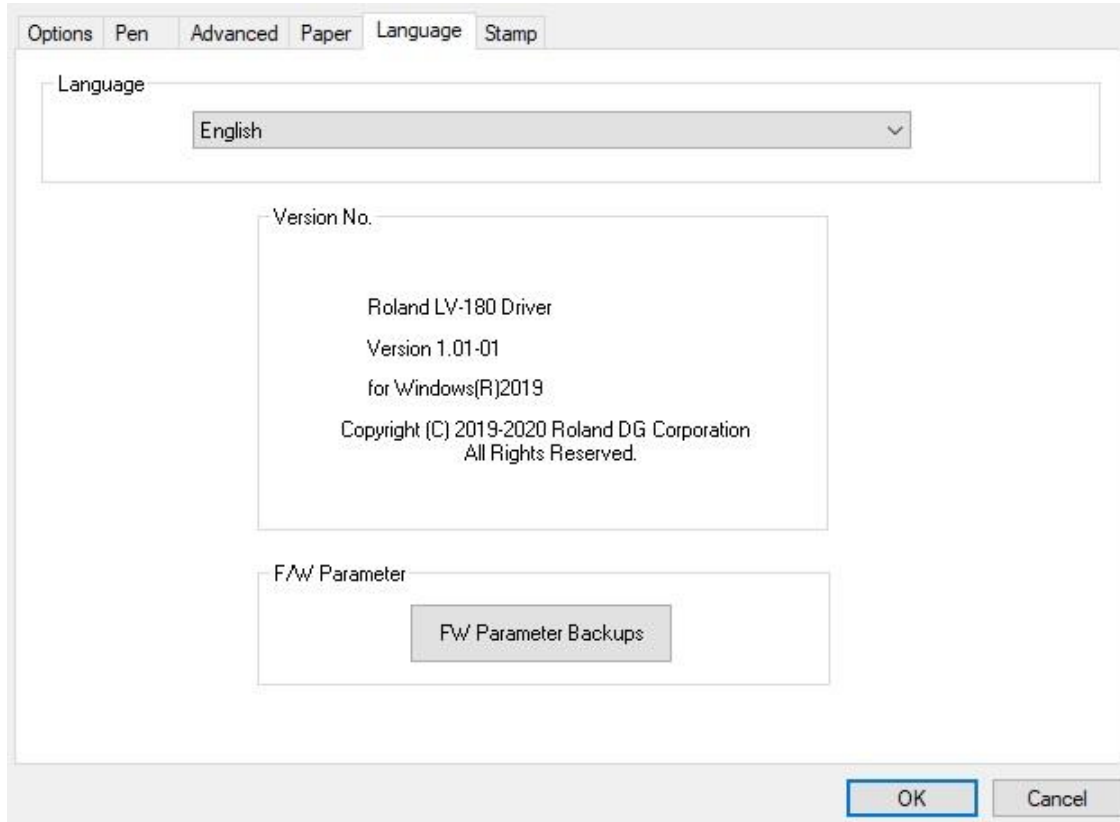 Options Pen Advanced Paper Language Stamp
Language
English
Version No.
Roland LV-180 Driver
Version 1.01-01
for Windows(R)2019
Copyright (C) 2019-2020 Roland DG Corporation
All Rights Reserved.
F/W Parameter
FW Parameter Backups
OK Cancel